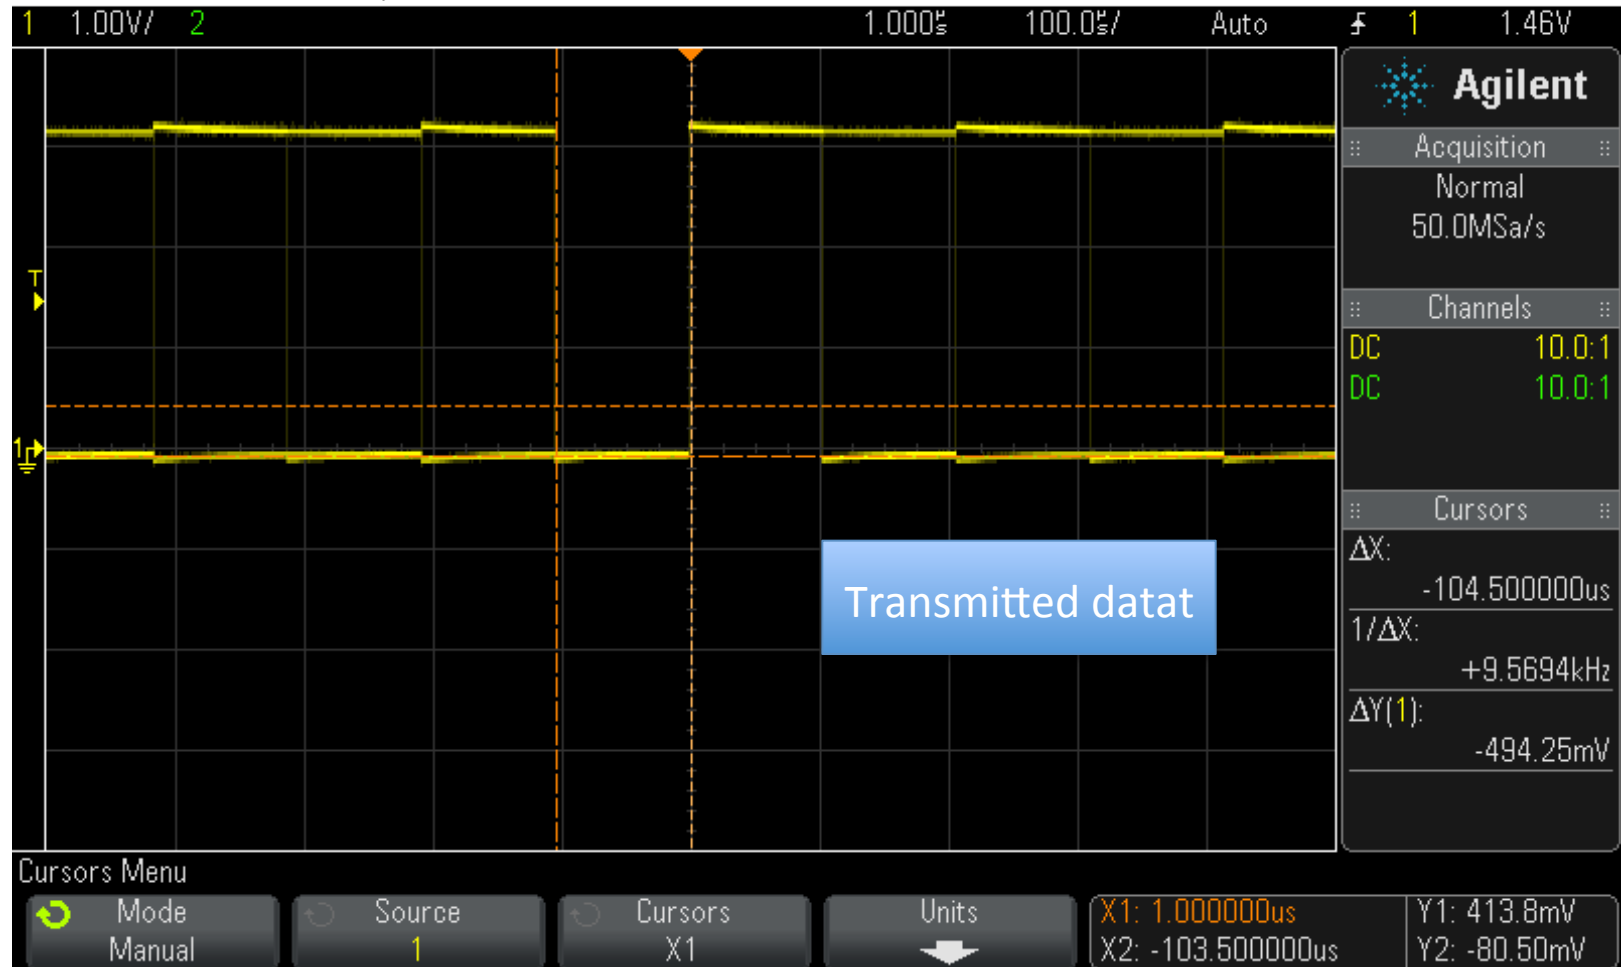 1 1.00V/ 2 1.000µs 100.0µs/ Auto 1 1.46V
Agilent
Acquisition
Normal
50.0MSa/s
T
Channels
DC 10.0:1
DC 10.0:1
1
Cursors
ΔX:
-104.500000us
1/ΔX:
+9.5694kHz
ΔY(1):
-494.25mV
Transmitted datat
Cursors Menu
Mode
Manual
Source
1
Cursors
X1
Units
X1: 1.000000us
X2: -103.500000us
Y1: 413.8mV
Y2: -80.50mV